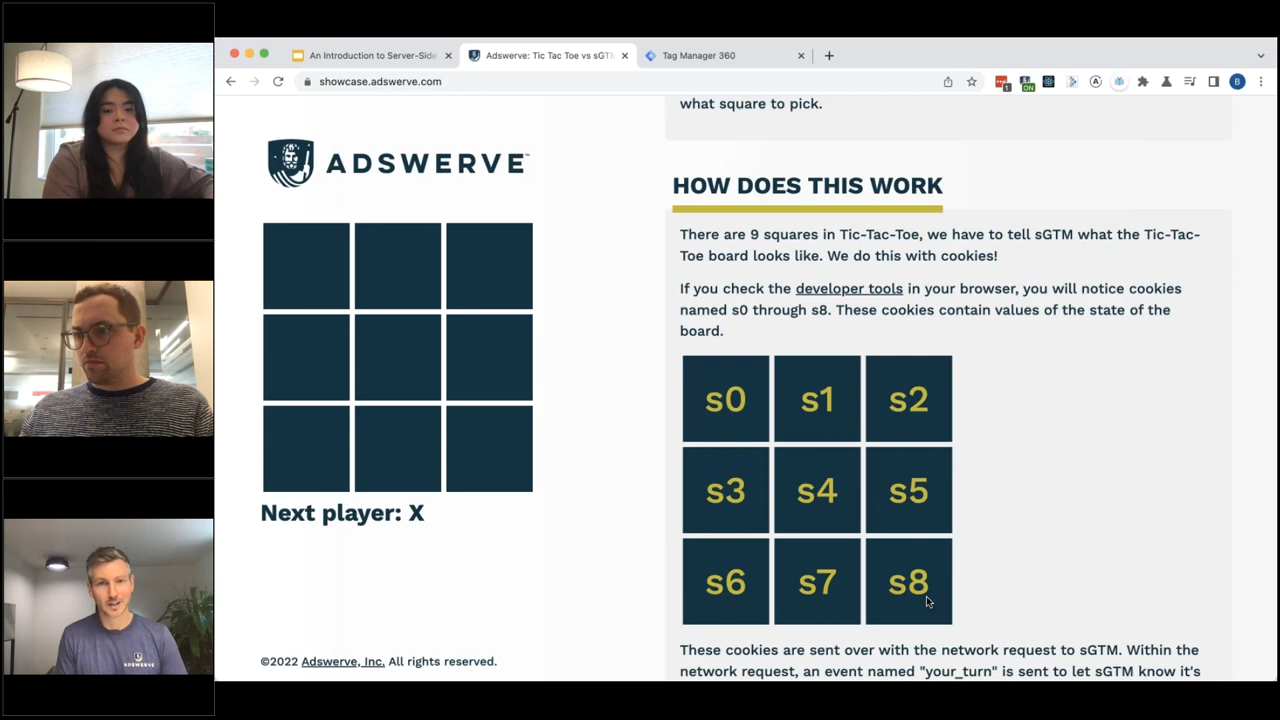 An Introduction to Server-Side
Adswerve: Tic Tac Toe vs sGTM
Tag Manager 360
showcase.adswerve.com
1
ON
A
B
what square to pick.
ADSWERVE™
HOW DOES THIS WORK
There are 9 squares in Tic-Tac-Toe, we have to tell sGTM what the Tic-Tac-
Toe board looks like. We do this with cookies!
If you check the developer tools in your browser, you will notice cookies
named s0 through s8. These cookies contain values of the state of the
board.
s0 s1 s2
s3 s4 s5
s6 s7 s8
Next player: X
These cookies are sent over with the network request to sGTM. Within the
network request, an event named "your_turn" is sent to let sGTM know it's
©2022 Adswerve, Inc. All rights reserved.
ADSWERVE